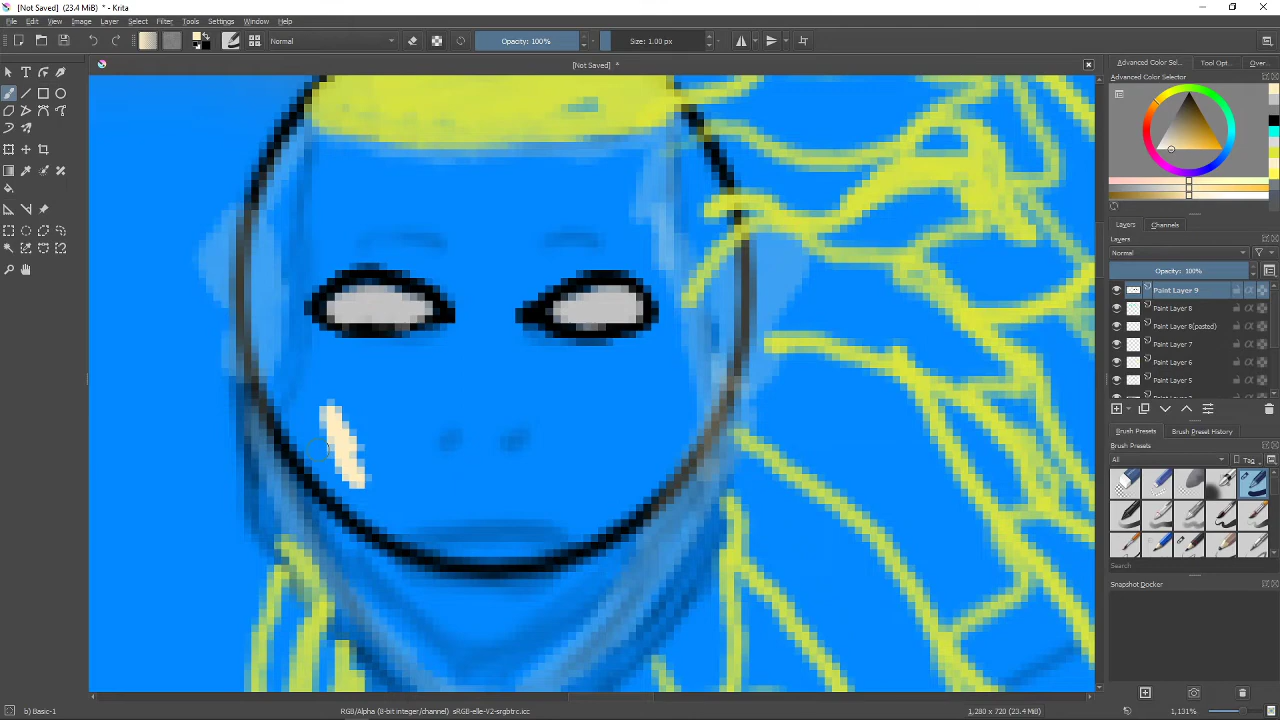 [Not Saved] (23.4 MiB) * - Krita
File Edit View Image Layer Select Filter Tools Settings Window Help
Normal
Opacity: 100%
Size: 1.00 px
[Not Saved] *
Advanced Color Sel... Tool Opt... Over...
Advanced Color Selector
Layers Channels
Layers
Normal
Opacity: 100%
Paint Layer 9
Paint Layer 8
Paint Layer 8(pasted)
Paint Layer 7
Paint Layer 6
Paint Layer 5
Brush Presets Brush Preset History
Brush Presets
All
Tag
Search
Snapshot Docker
b) Basic-1
RGB/Alpha (8-bit integer/channel) sRGB-elle-V2-srgbtrc.icc
1,280 x 720 (23.4 MiB)
1,131%